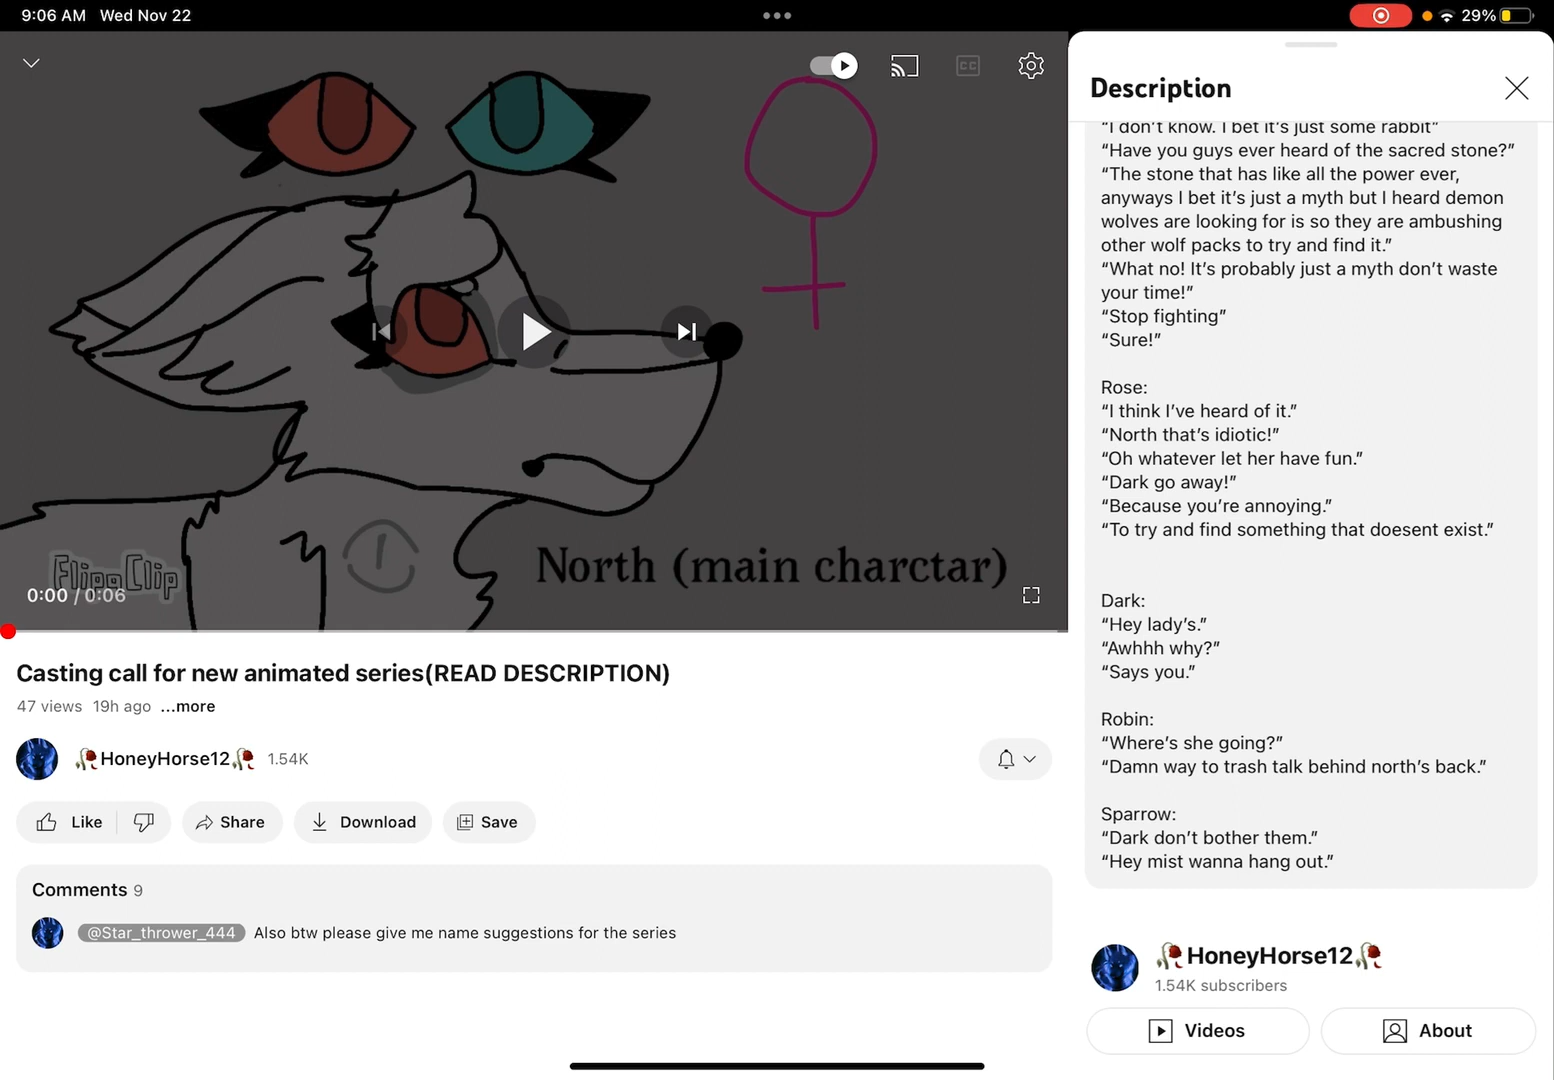 9:06 AM Wed Nov 22
29%
CC
FlipaClip
North (main charctar)
0:00 / 0:06
Casting call for new animated series(READ DESCRIPTION)
47 views 19h ago ...more
🥀HoneyHorse12🥀 1.54K
Like
Share
Download
Save
Comments 9
@Star_thrower_444 Also btw please give me name suggestions for the series
Description
“I don’t know. I bet it’s just some rabbit”
“Have you guys ever heard of the sacred stone?”
“The stone that has like all the power ever,
anyways I bet it’s just a myth but I heard demon
wolves are looking for is so they are ambushing
other wolf packs to try and find it.”
“What no! It’s probably just a myth don’t waste
your time!”
“Stop fighting”
“Sure!”
Rose:
“I think I’ve heard of it.”
“North that’s idiotic!”
“Oh whatever let her have fun.”
“Dark go away!”
“Because you’re annoying.”
“To try and find something that doesent exist.”
Dark:
“Hey lady’s.”
“Awhhh why?”
“Says you.”
Robin:
“Where’s she going?”
“Damn way to trash talk behind north’s back.”
Sparrow:
“Dark don’t bother them.”
“Hey mist wanna hang out.”
🥀HoneyHorse12🥀
1.54K subscribers
Videos
About